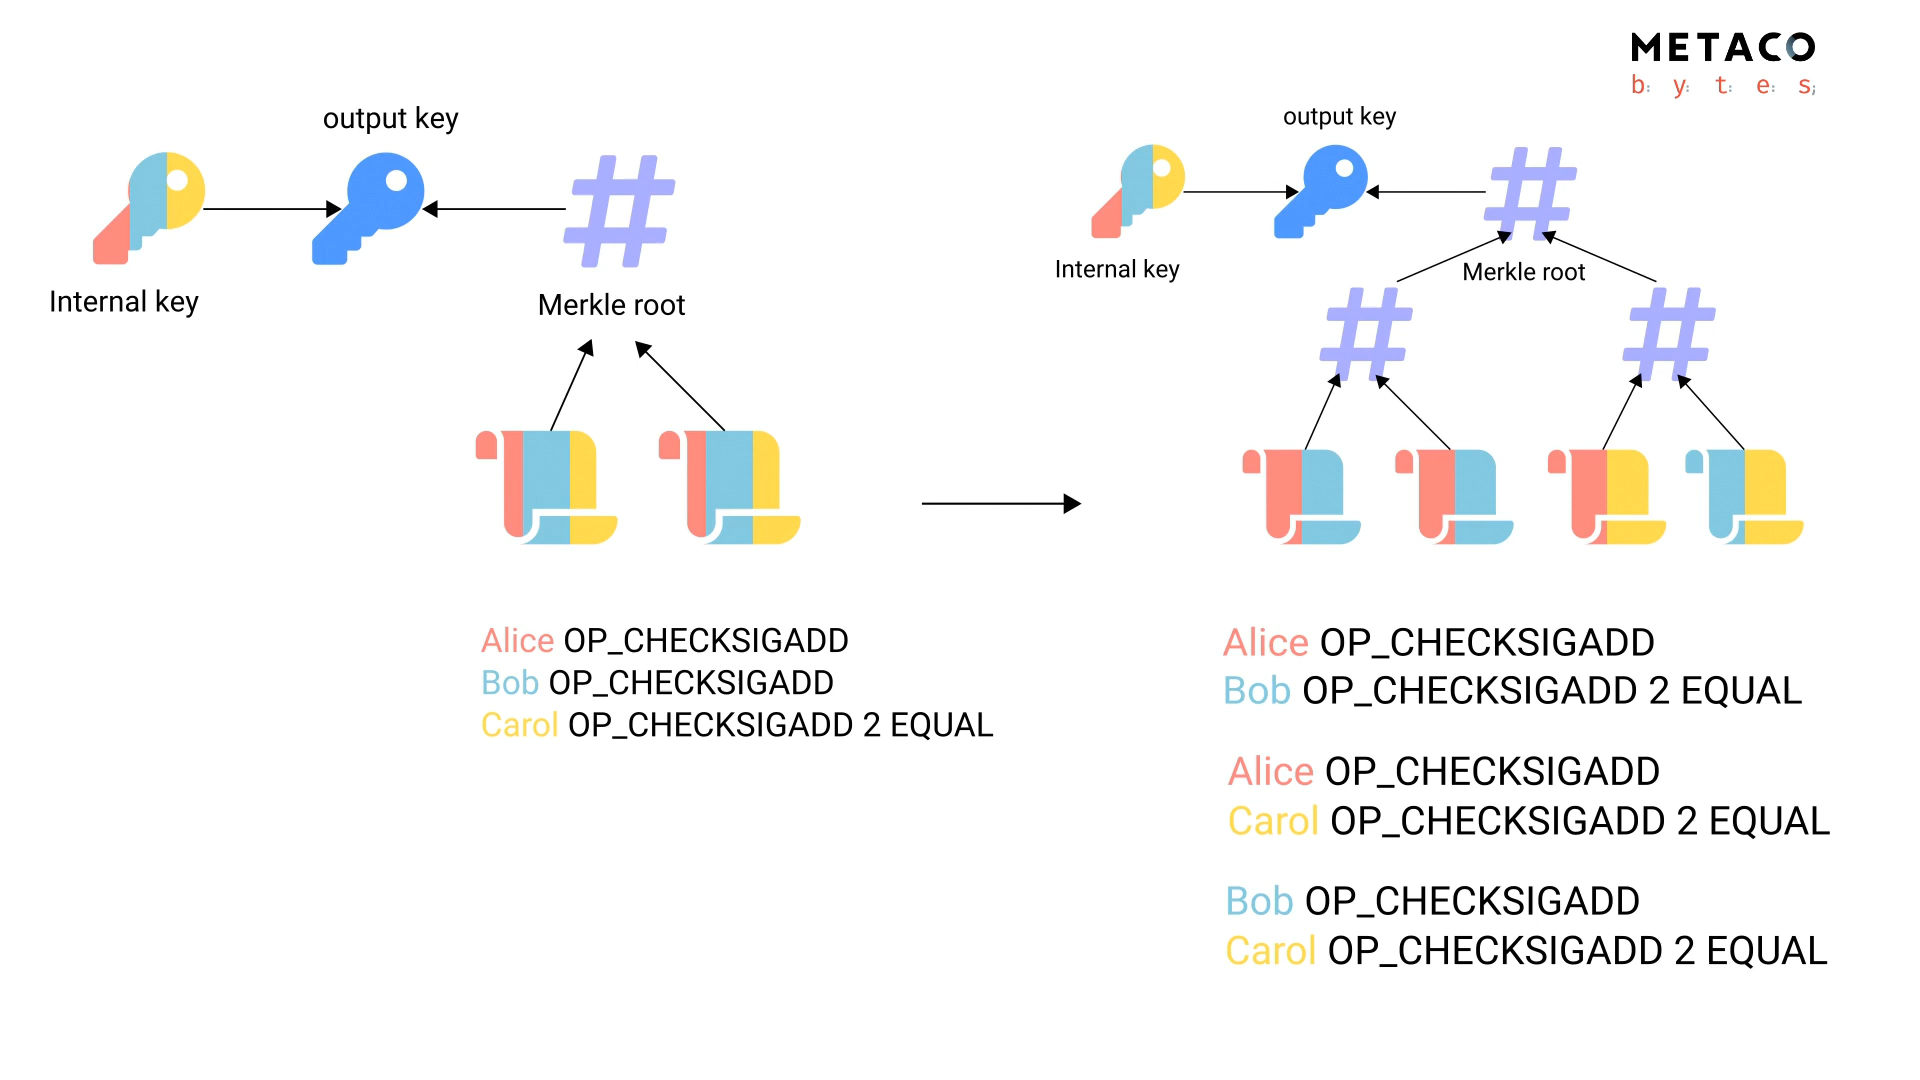 METACO
b: y: t: e: s;
output key
Internal key
Merkle root
Alice OP_CHECKSIGADD
Bob OP_CHECKSIGADD
Carol OP_CHECKSIGADD 2 EQUAL
output key
Internal key
Merkle root
Alice OP_CHECKSIGADD
Bob OP_CHECKSIGADD 2 EQUAL
Alice OP_CHECKSIGADD
Carol OP_CHECKSIGADD 2 EQUAL
Bob OP_CHECKSIGADD
Carol OP_CHECKSIGADD 2 EQUAL